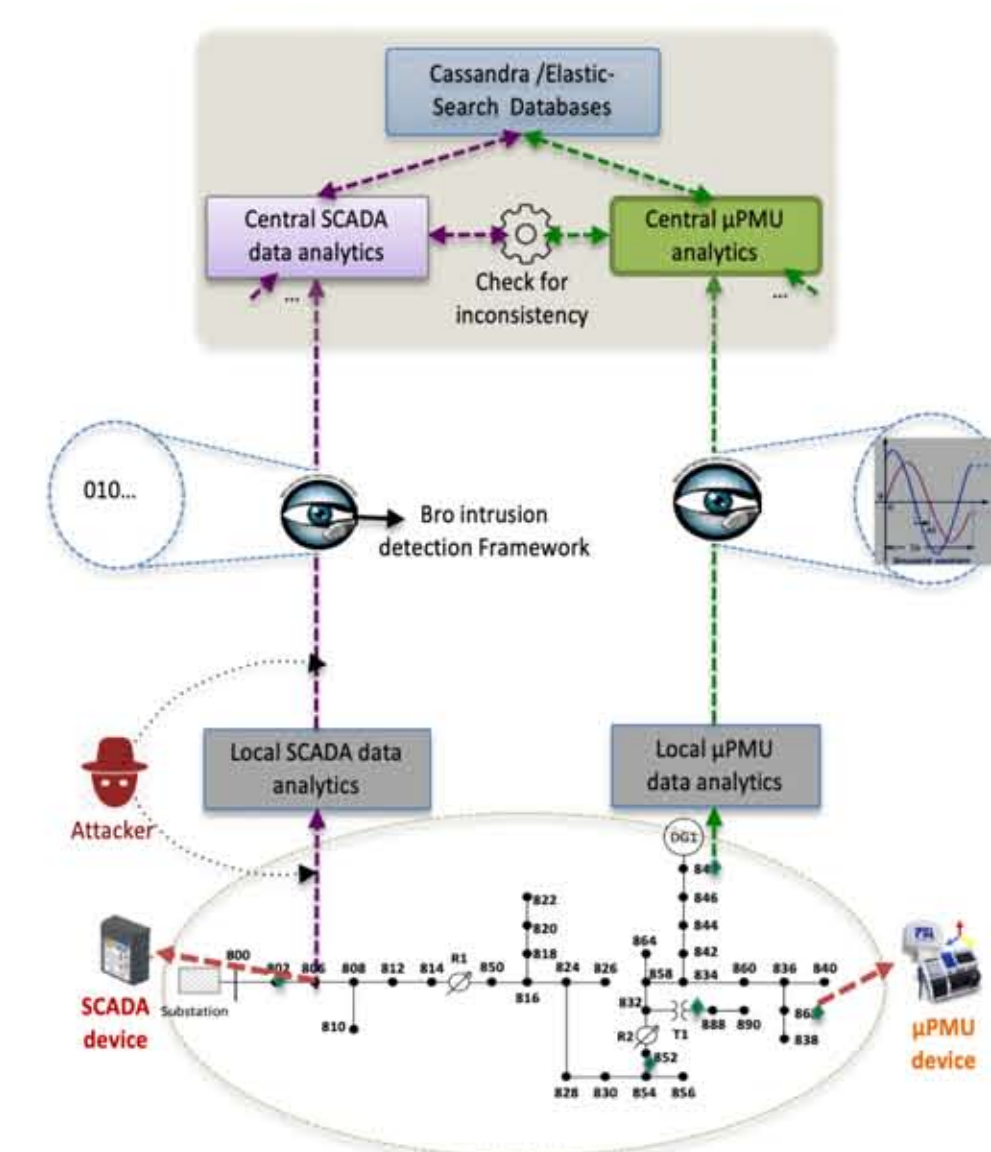 Cassandra /Elastic-
Search Databases
Central SCADA
data analytics
Central µPMU
analytics
Check for
inconsistency
...
...
010...
Bro intrusion
detection Framework
Local SCADA data
analytics
Local µPMU
data analytics
Attacker
DG1
846
844
842
822
820
818
864
800
802
806
808
812
814
R1
850
816
824
826
858
834
860
836
840
SCADA
device
Substation
810
832
T1
888
890
838
R2
852
828
830
854
856
µPMU
device